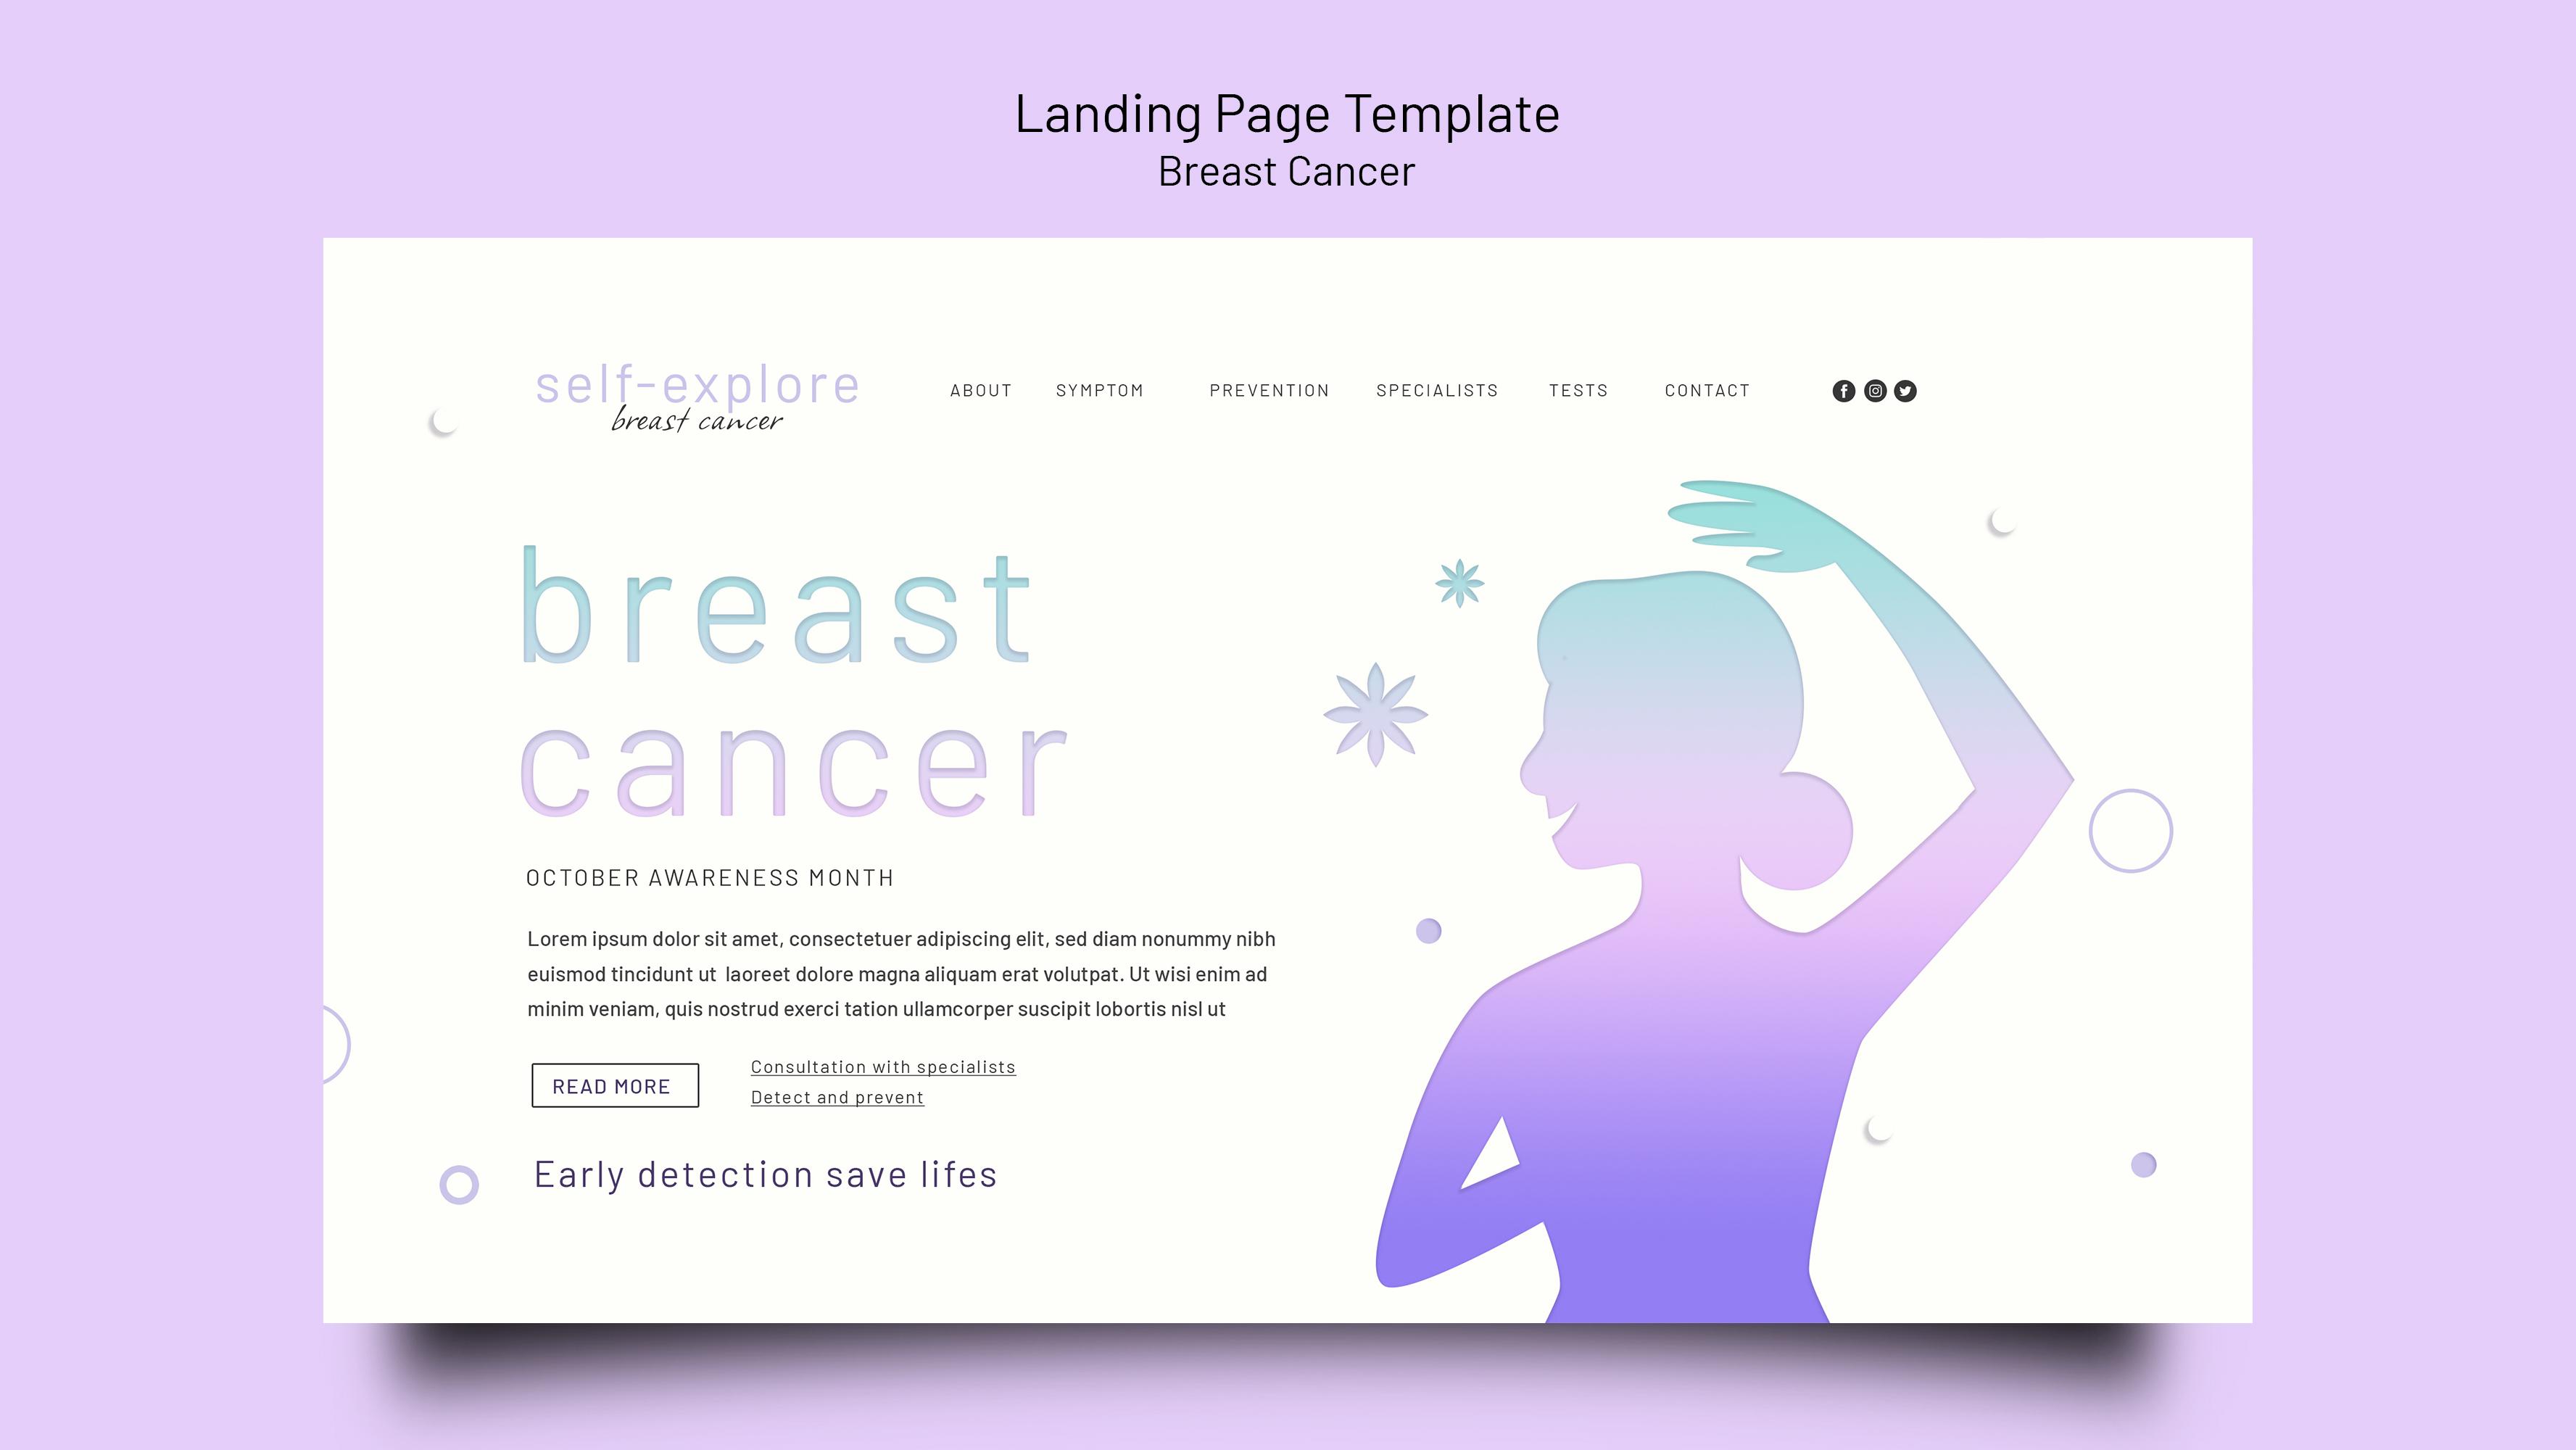 Landing Page Template
Breast Cancer
self-explore
breast cancer
ABOUT SYMPTOM PREVENTION SPECIALISTS TESTS CONTACT
breast
cancer
OCTOBER AWARENESS MONTH
Lorem ipsum dolor sit amet, consectetuer adipiscing elit, sed diam nonummy nibh
euismod tincidunt ut laoreet dolore magna aliquam erat volutpat. Ut wisi enim ad
minim veniam, quis nostrud exerci tation ullamcorper suscipit lobortis nisl ut
READ MORE
Consultation with specialists
Detect and prevent
Early detection save lifes